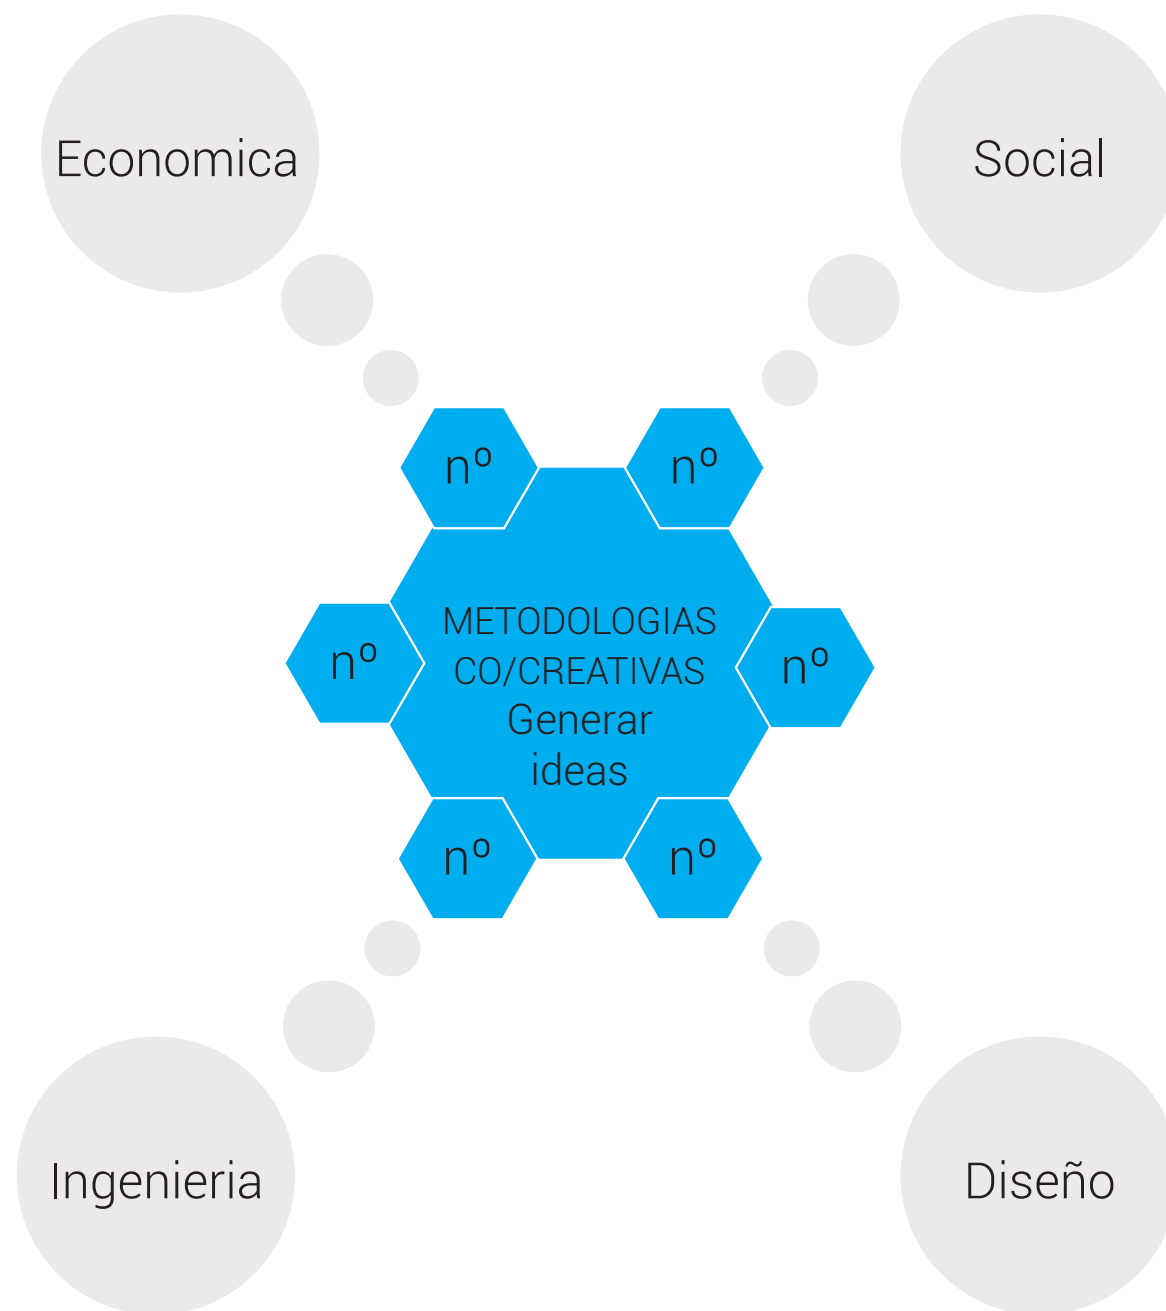 Economica
Social
nº
nº
METODOLOGIAS
CO/CREATIVAS
Generar
ideas
nº
nº
nº
nº
Ingenieria
Diseño